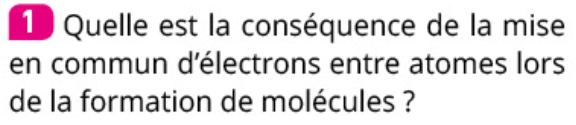 1 Quelle est la conséquence de la mise
en commun d’électrons entre atomes lors
de la formation de molécules ?